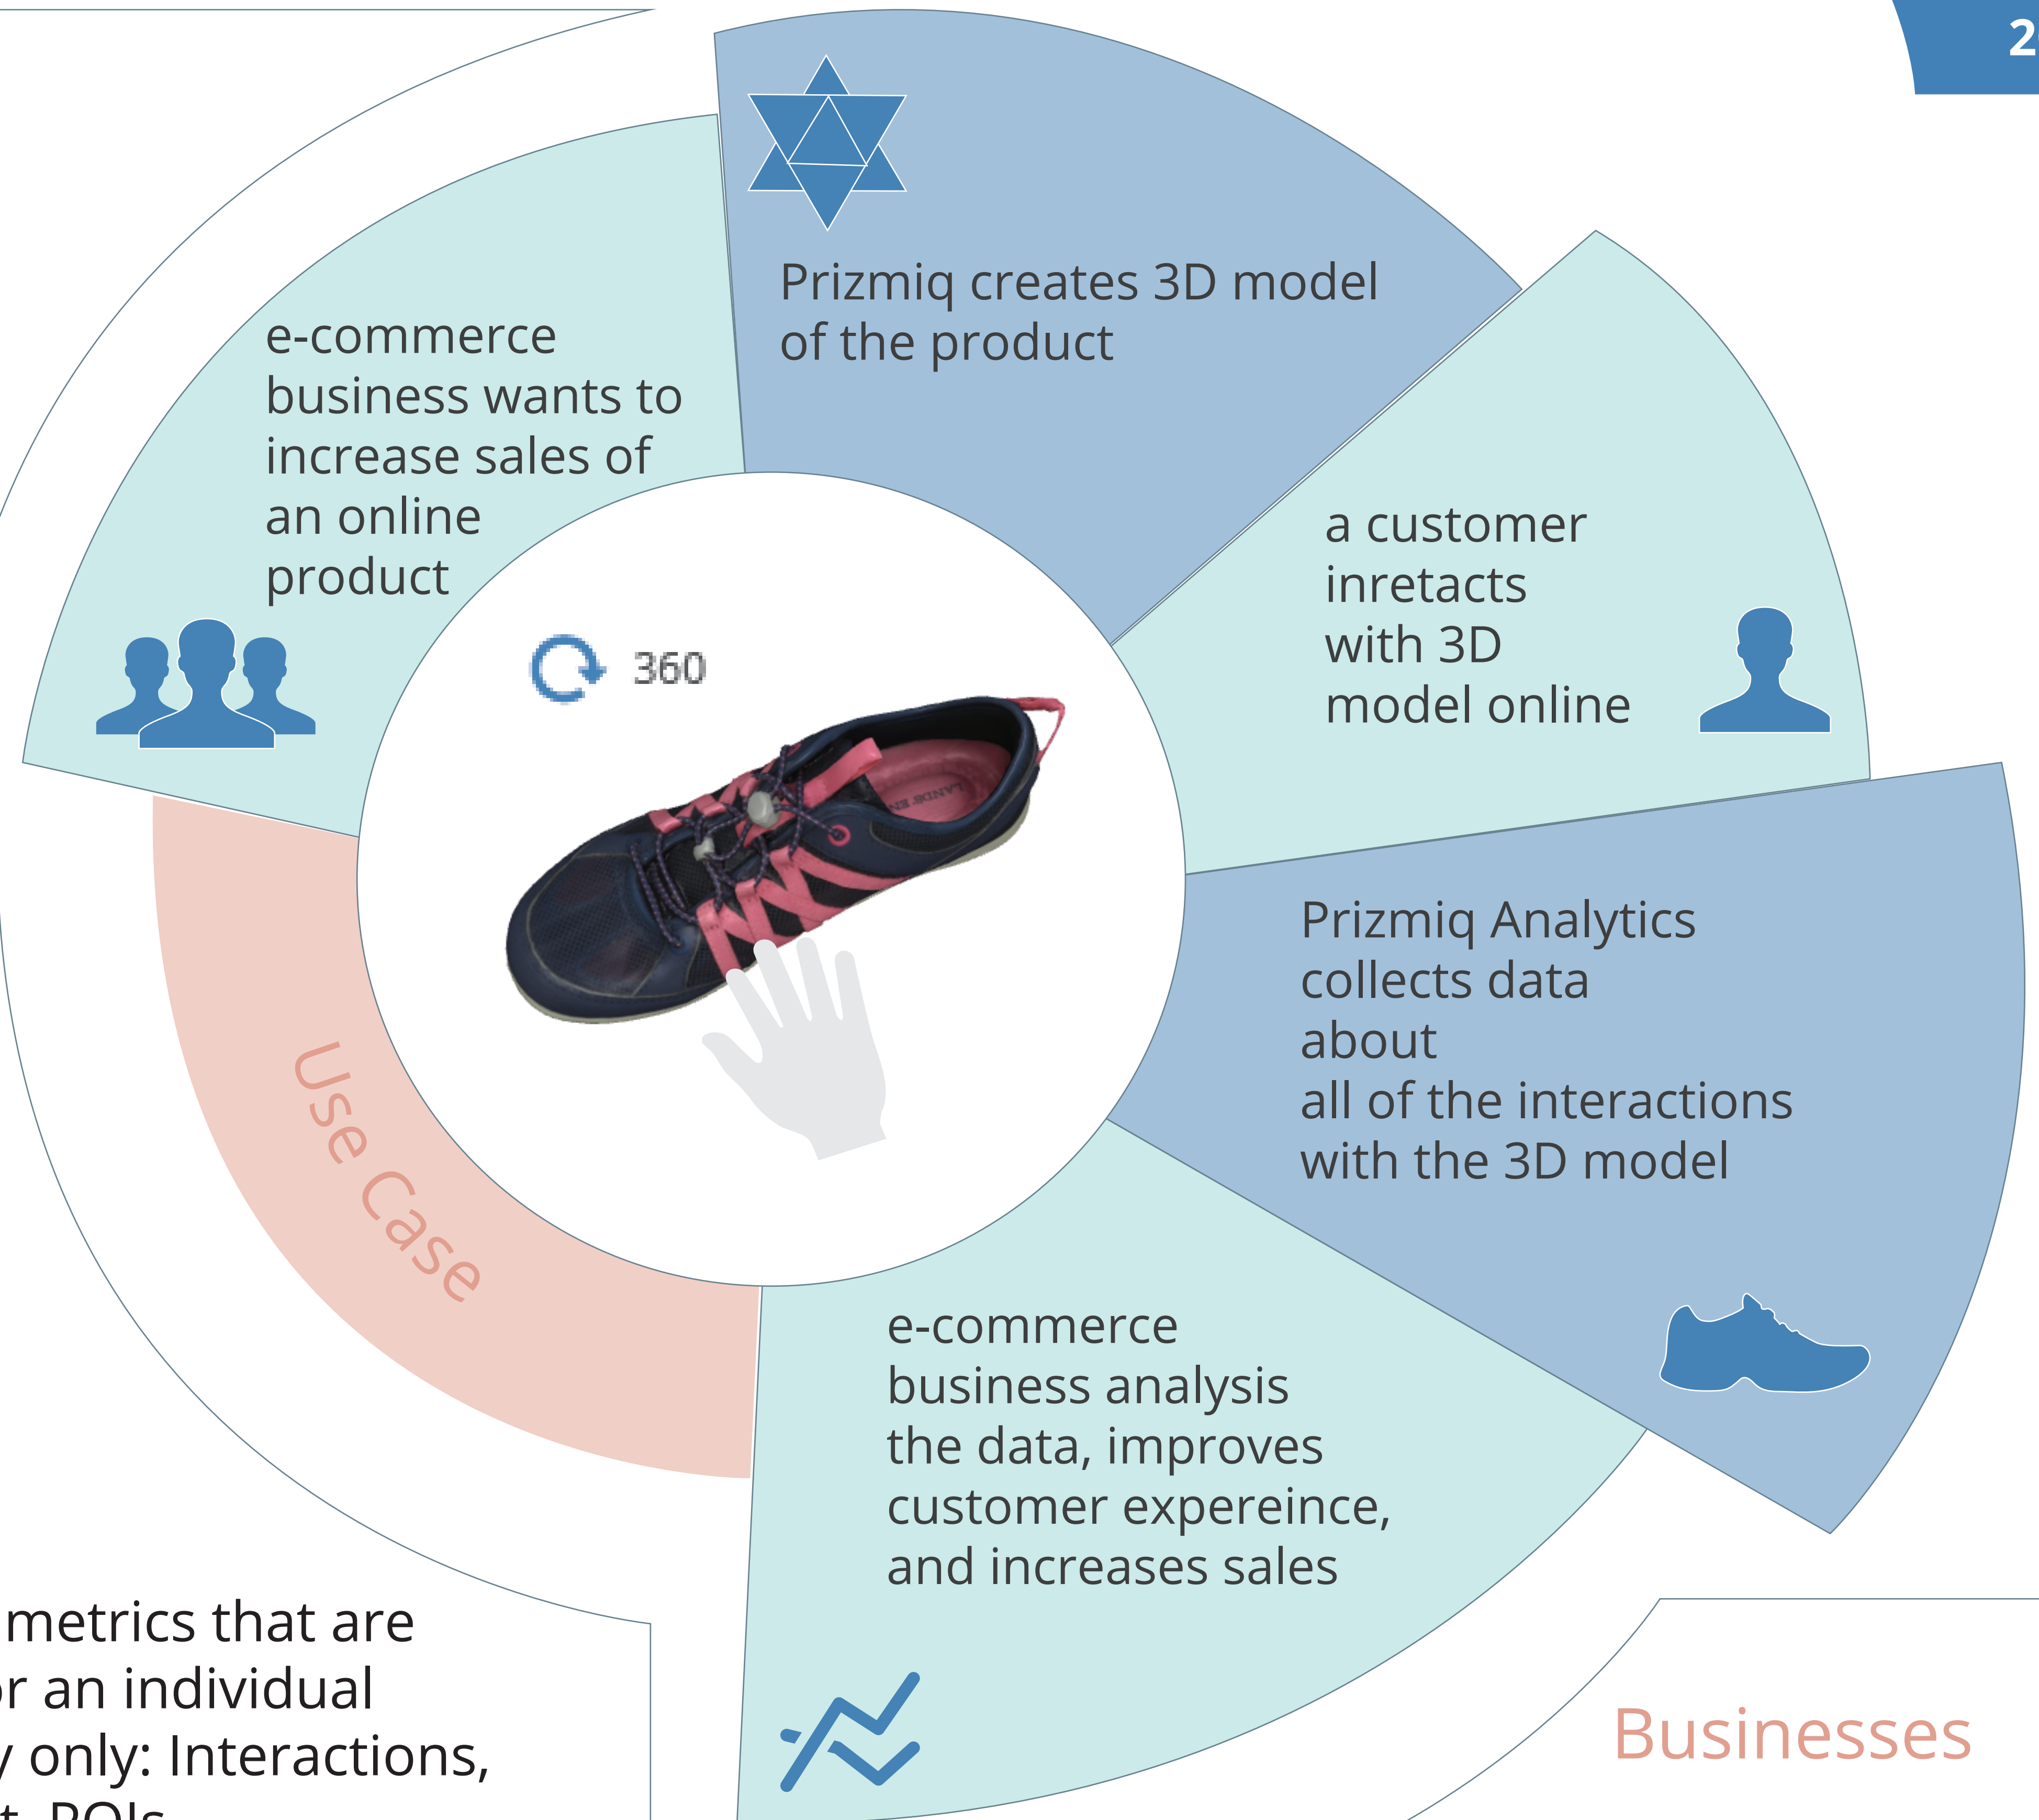 2
Prizmiq creates 3D model
of the product
e-commerce
business wants to
increase sales of
an online
product
a customer
inretacts
with 3D
model online
360
Prizmiq Analytics
collects data
about
all of the interactions
with the 3D model
Use Case
e-commerce
business analysis
the data, improves
customer expereince,
and increases sales
metrics that are
an individual
only: Interactions,
POIs
Businesses